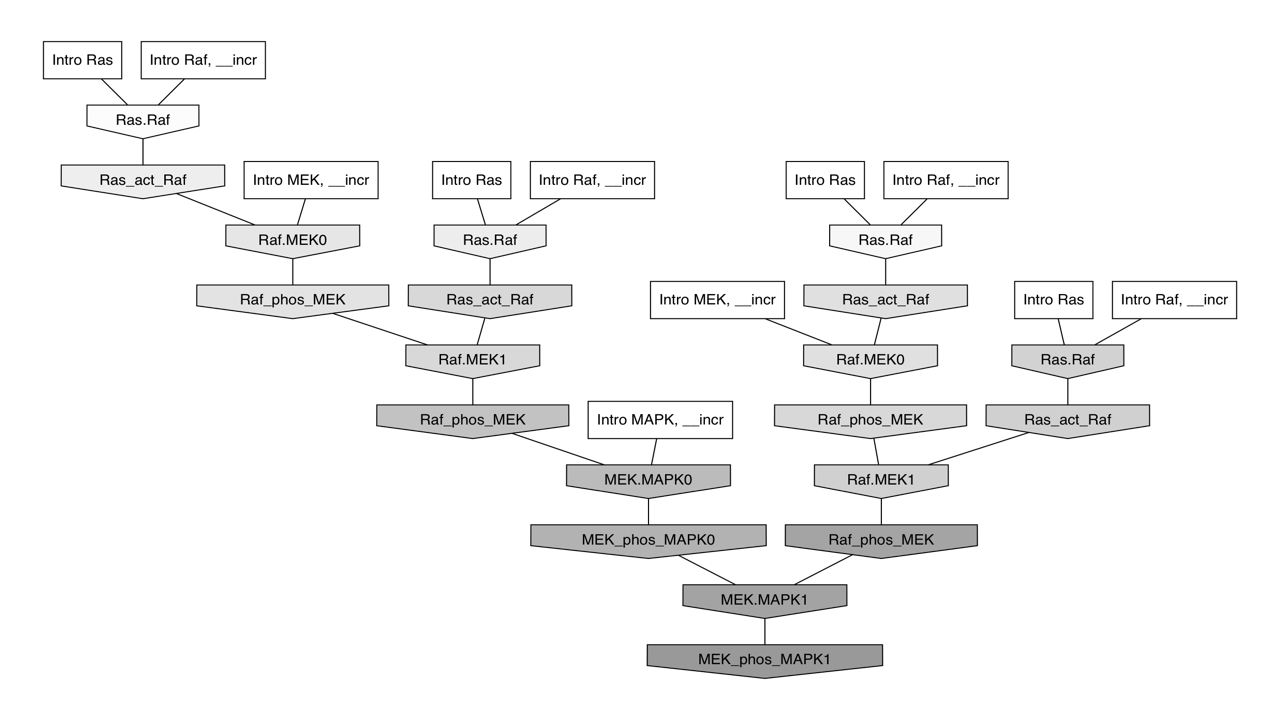 Intro Ras
Intro Raf, __incr
Ras.Raf
Ras_act_Raf
Intro MEK, __incr
Intro Ras
Intro Raf, __incr
Intro Ras
Intro Raf, __incr
Raf.MEK0
Ras.Raf
Ras.Raf
Raf_phos_MEK
Ras_act_Raf
Intro MEK, __incr
Ras_act_Raf
Intro Ras
Intro Raf, __incr
Raf.MEK1
Raf.MEK0
Ras.Raf
Raf_phos_MEK
Intro MAPK, __incr
Raf_phos_MEK
Ras_act_Raf
MEK.MAPK0
Raf.MEK1
MEK_phos_MAPK0
Raf_phos_MEK
MEK.MAPK1
MEK_phos_MAPK1